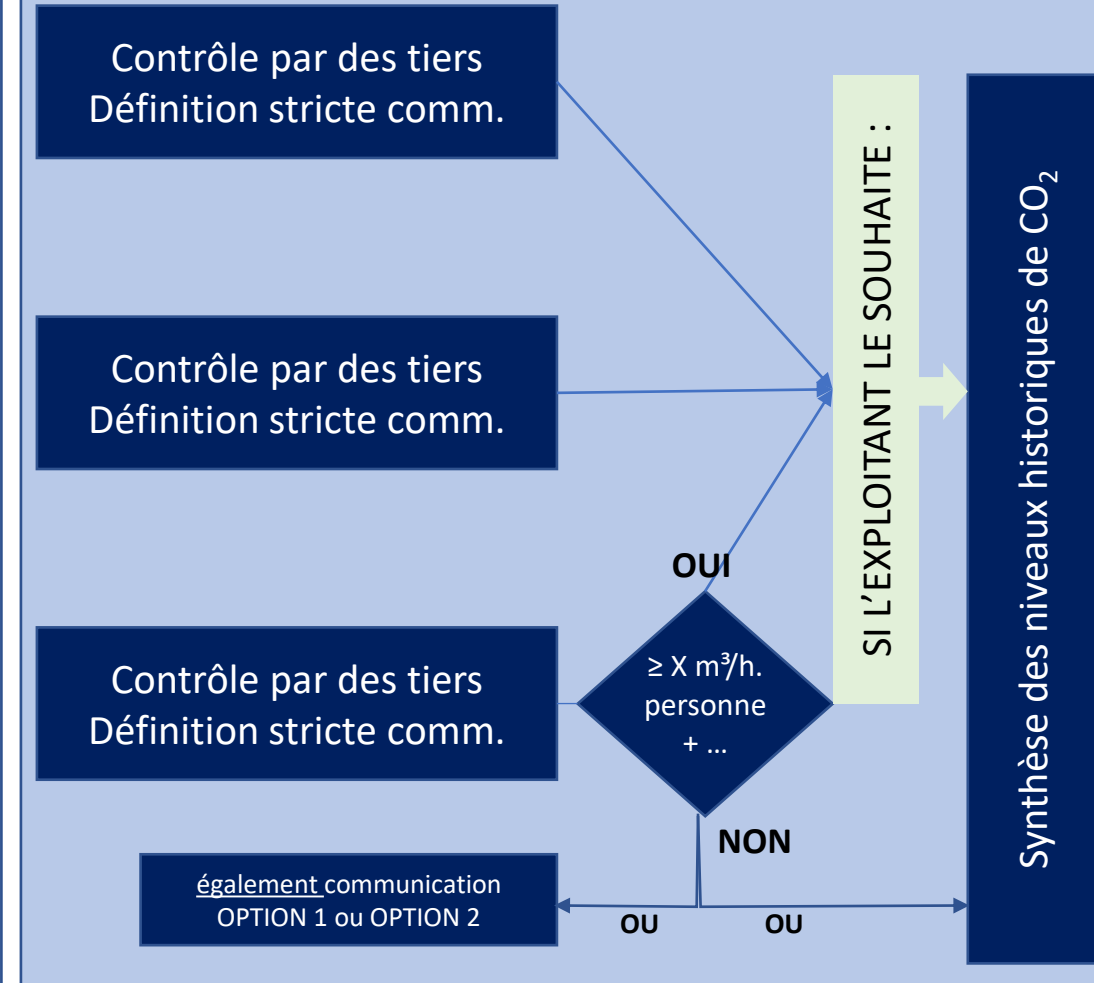 Contrôle par des tiers
Définition stricte comm.
Contrôle par des tiers
Définition stricte comm.
OUI
Contrôle par des tiers
Définition stricte comm.
≥ X m³/h.
personne
+ ...
NON
également communication
OPTION 1 ou OPTION 2
OU
OU
SI L’EXPLOITANT LE SOUHAITE :
Synthèse des niveaux historiques de CO₂